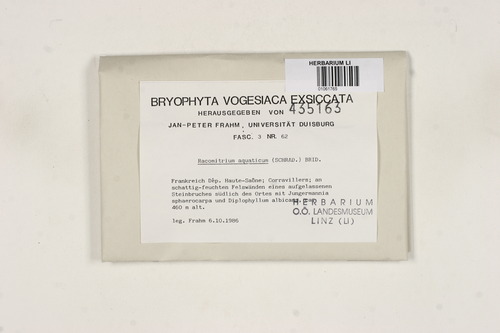 HERBARIUM LI
BRYOPHYTA VOGESIACA EXSICCATA
HERAUSGEGEBEN VON 435163
JAN-PETER FRAHM, UNIVERSITÄT DUISBURG
FASC. 3 NR. 62
Racomitrium aquaticum (SCHRAD.) BRID.
Frankreich Dép. Haute-Saône; Corravillers; an
schattig-feuchten Felswänden eines aufgelassenen
Steinbruches südlich des Ortes mit Jungermannia
sphaerocarpa und Diplophyllum albicans,
460 m alt.
HERBARIUM
O.Ö. LANDESMUSEUM
LINZ (LI)
leg. Frahm 6.10.1986